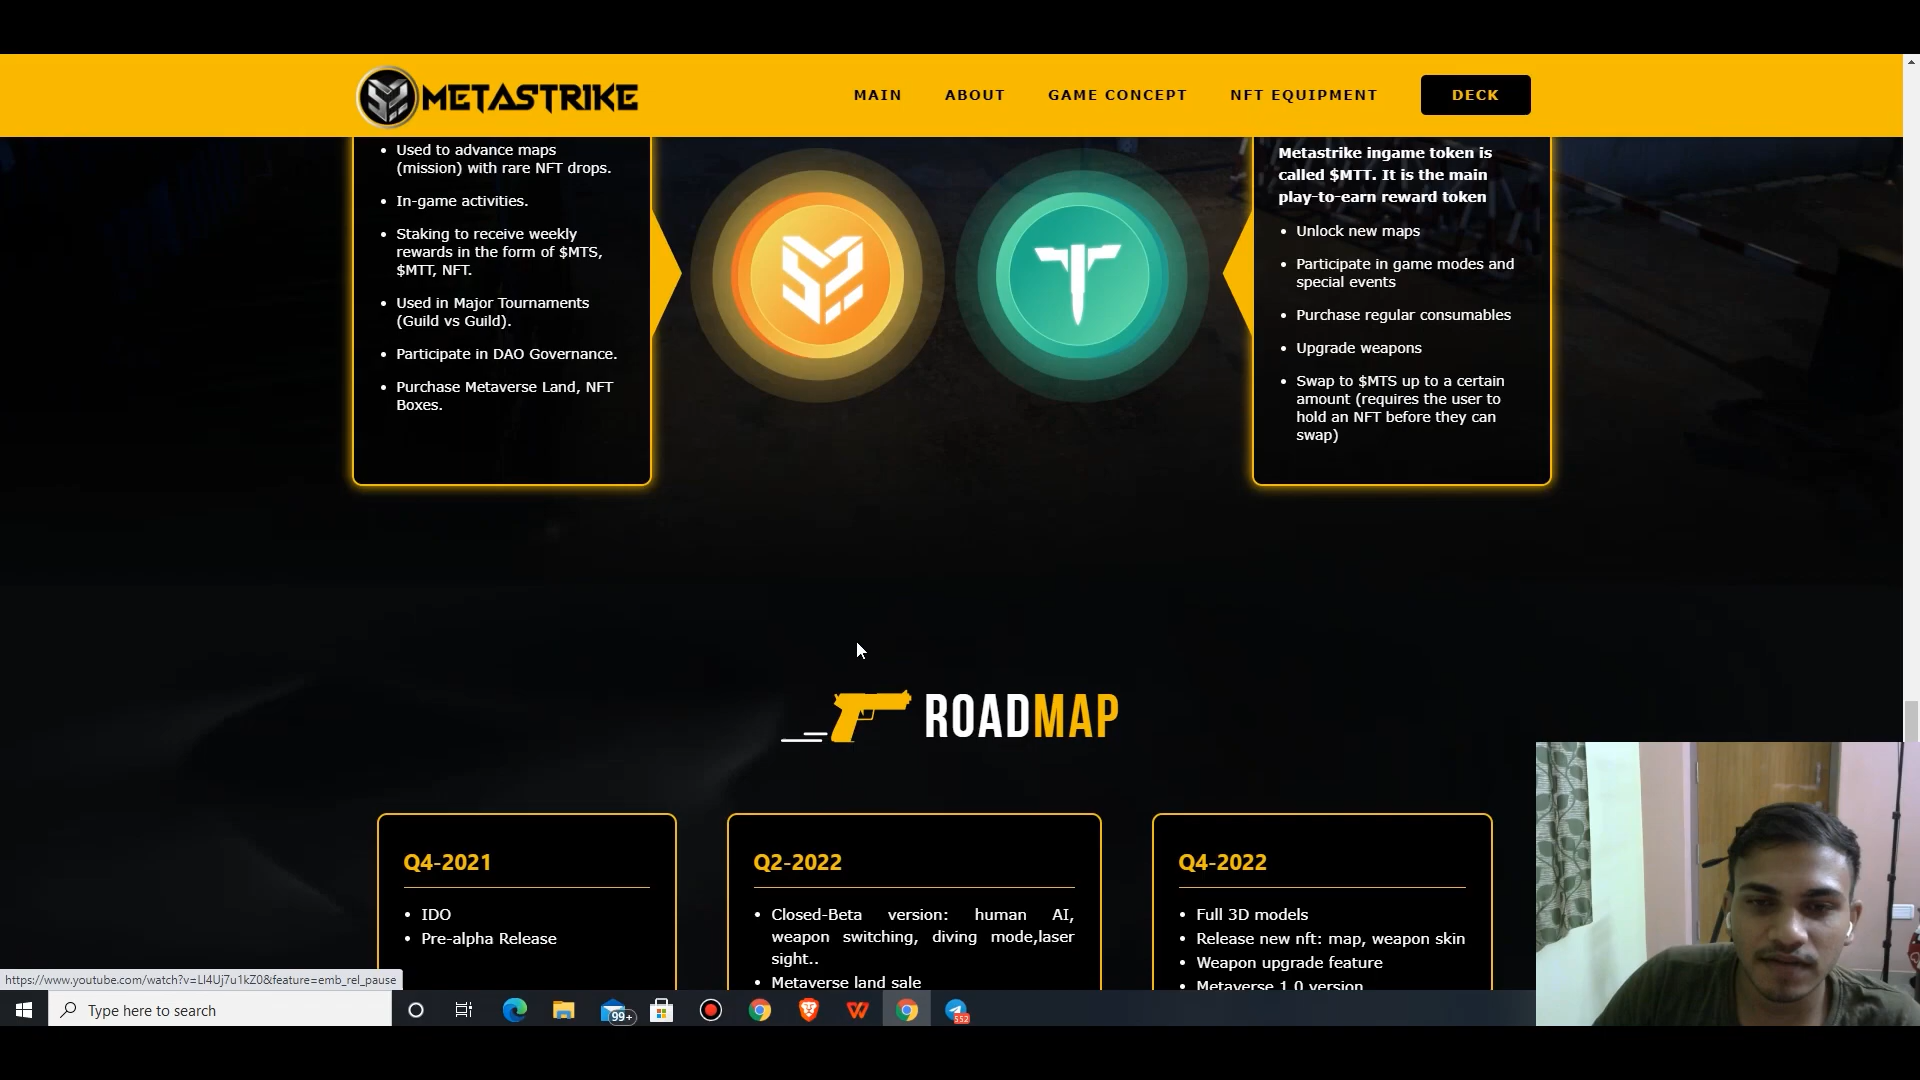 METASTRIKE
MAIN ABOUT GAME CONCEPT NFT EQUIPMENT DECK
• Used to advance maps
(mission) with rare NFT drops.
• In-game activities.
• Staking to receive weekly
rewards in the form of $MTS,
$MTT, NFT.
• Used in Major Tournaments
(Guild vs Guild).
• Participate in DAO Governance.
• Purchase Metaverse Land, NFT
Boxes.
Metastrike ingame token is
called $MTT. It is the main
play-to-earn reward token
• Unlock new maps
• Participate in game modes and
special events
• Purchase regular consumables
• Upgrade weapons
• Swap to $MTS up to a certain
amount (requires the user to
hold an NFT before they can
swap)
ROADMAP
Q4-2021
• IDO
• Pre-alpha Release
Q2-2022
• Closed-Beta version: human AI,
weapon switching, diving mode,laser
sight..
• Metaverse land sale
Q4-2022
• Full 3D models
• Release new nft: map, weapon skin
• Weapon upgrade feature
• Metaverse 1.0 version
https://www.youtube.com/watch?v=Ll4Uj7u1kZ0&feature=emb_rel_pause
Type here to search
99+
552